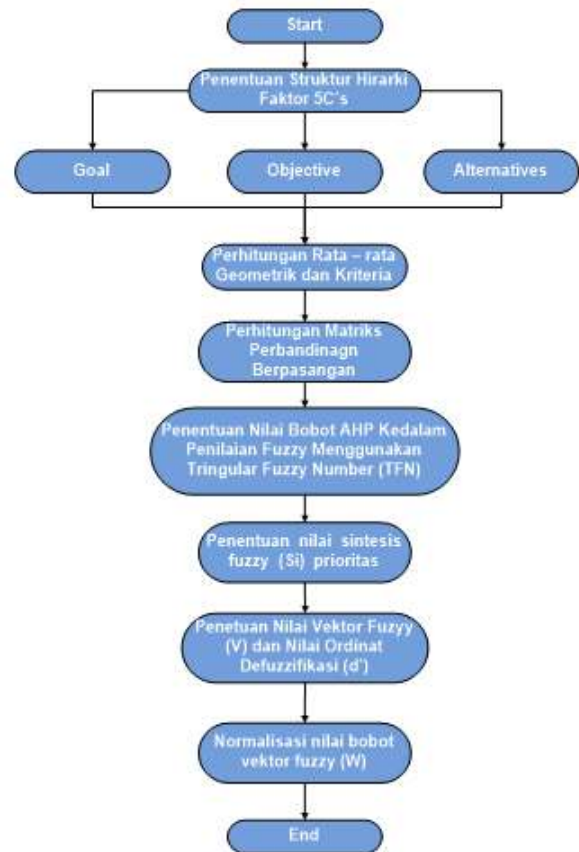 Start
Penentuan Struktur Hirarki
Faktor 5C's
Goal
Objective
Alternatives
Perhitungan Rata – rata
Geometrik dan Kriteria
Perhitungan Matriks
Perbandinagn
Berpasangan
Penentuan Nilai Bobot AHP Kedalam
Penilaian Fuzzy Menggunakan
Tringular Fuzzy Number (TFN)
Penentuan nilai sintesis
fuzzy (Si) prioritas
Penetuan Nilai Vektor Fuzyy
(V) dan Nilai Ordinat
Defuzzifikasi (d')
Normalisasi nilai bobot
vektor fuzzy (W)
End